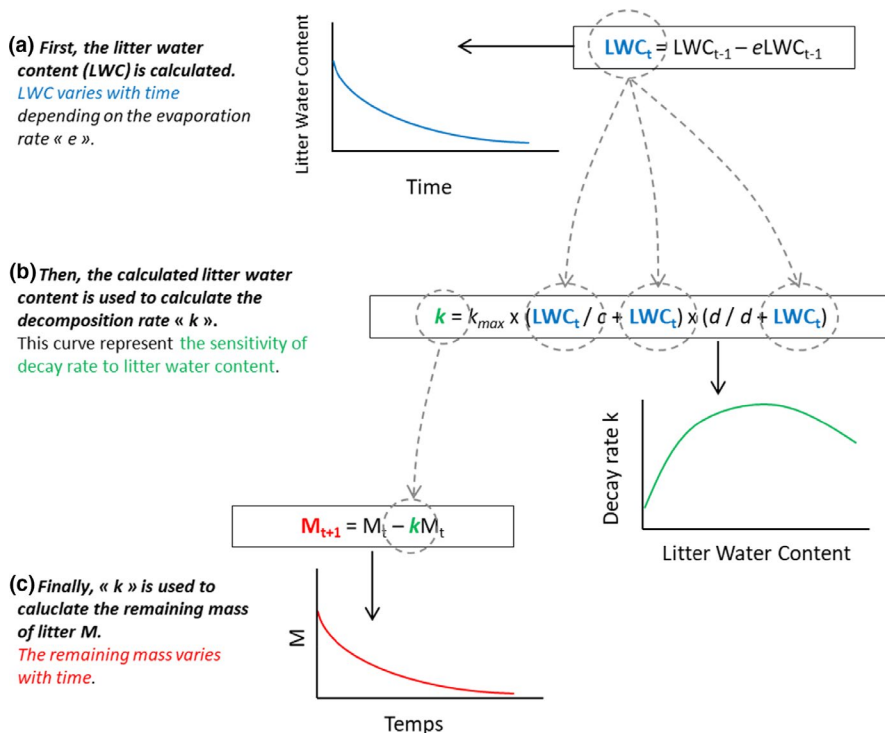 (a) First, the litter water
content (LWC) is calculated.
LWC varies with time
depending on the evaporation
rate « e ».
Litter Water Content
Time
LWCt = LWCt-1 – eLWCt-1
(b) Then, the calculated litter water
content is used to calculate the
decomposition rate « k ».
This curve represent the sensitivity of
decay rate to litter water content.
k = kmax x (LWCt / c + LWCt) x (d / d + LWCt)
Decay rate k
Litter Water Content
Mt+1 = Mt – kMt
(c) Finally, « k » is used to
caluclate the remaining mass
of litter M.
The remaining mass varies
with time.
M
Temps